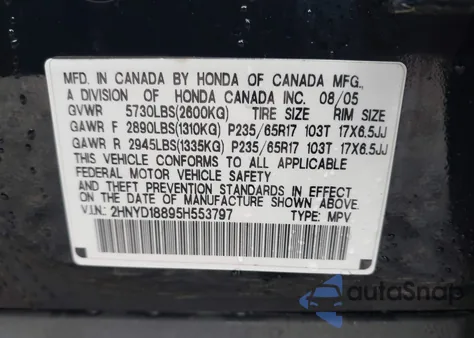 MFD. IN CANADA BY HONDA OF CANADA MFG.,
A DIVISION OF HONDA CANADA INC. 08/05
GVWR 5730LBS(2600KG) TIRE SIZE RIM SIZE
GAWR F 2890LBS(1310KG) P235/65R17 103T 17X6.5JJ
GAWR R 2945LBS(1335KG) P235/65R17 103T 17X6.5JJ
THIS VEHICLE CONFORMS TO ALL APPLICABLE
FEDERAL MOTOR VEHICLE SAFETY
STANDARDS IN EFFECT ON THE
DATE OF MANUFACTURE SHOWN ABOVE.
V.I.N.: 2HNYD18895H553797 TYPE: MPV
autoSnap